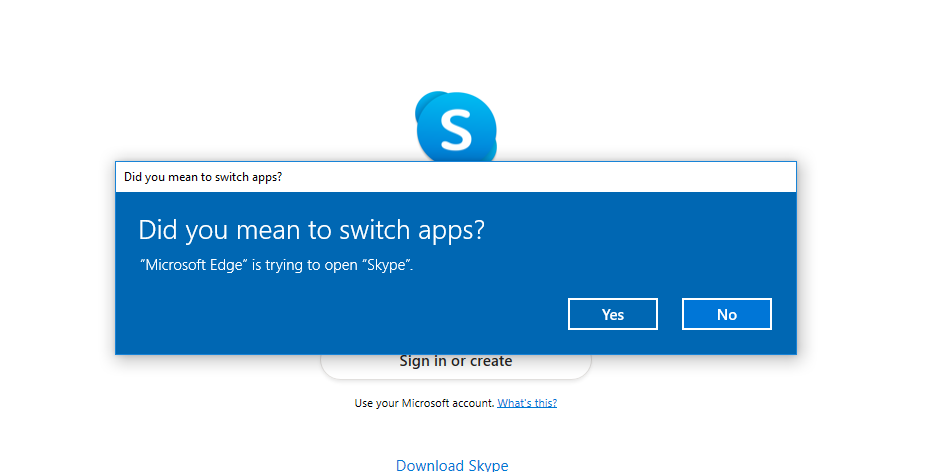 S
Did you mean to switch apps?
Did you mean to switch apps?
"Microsoft Edge" is trying to open "Skype".
Yes No
Sign in or create
Use your Microsoft account. What's this?
Download Skype